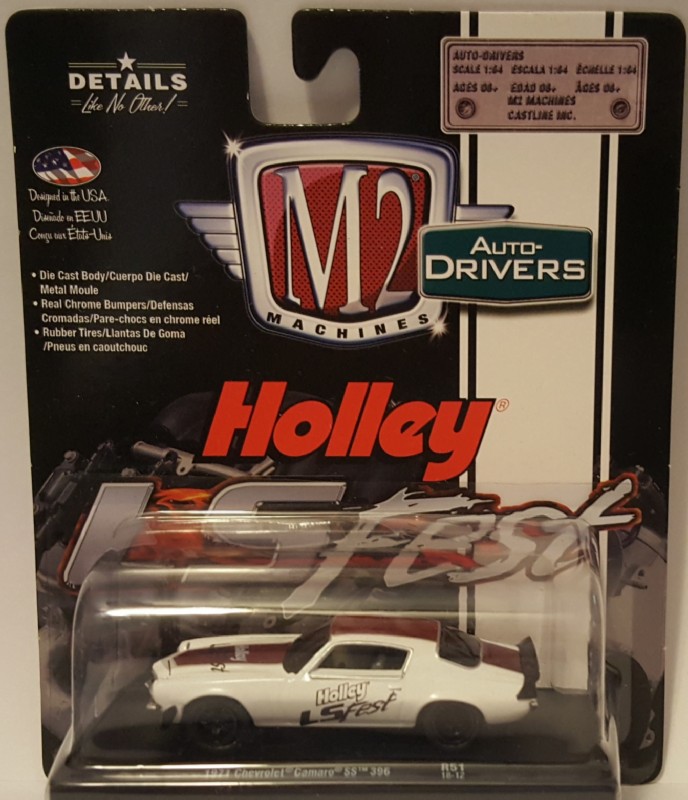 DETAILS
Like No Other!
AUTO-DRIVERS
SCALE 1:64 ESCALA 1:64 ÉCHELLE 1:64
AGES 08+ EDAD 08+ ÂGES 08+
M2 MACHINES
CASTLINE INC.
Designed in the USA
Diseñado en EEUU
Conçu aux États-Unis
M2®
MACHINES
AUTO-
DRIVERS
• Die Cast Body/Cuerpo Die Cast/
Metal Moule
• Real Chrome Bumpers/Defensas
Cromadas/Pare-chocs en chrome réel
• Rubber Tires/Llantas De Goma
/Pneus en caoutchouc
Holley®
LS Fest
Holley
LS Fest
1971 Chevrolet® Camaro® SS™ 396
R51
18-12